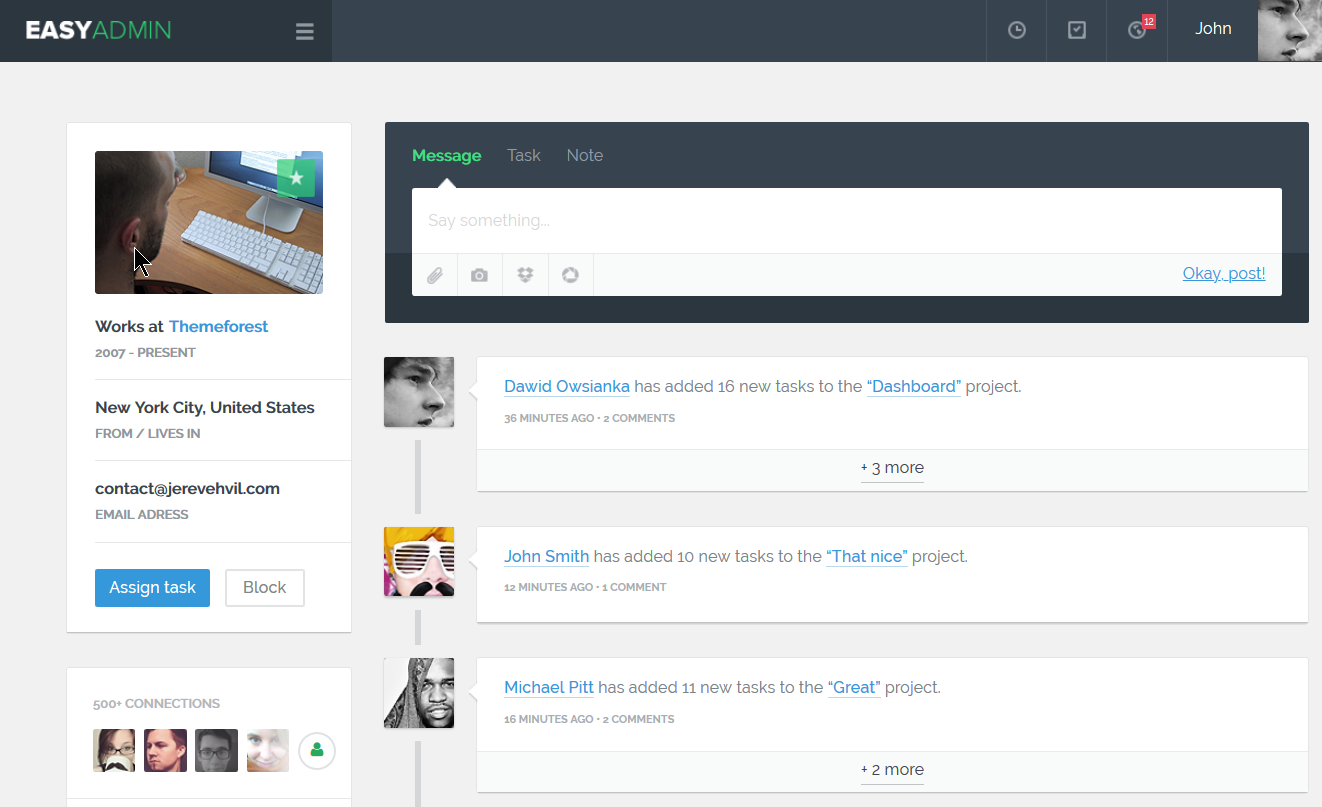 EASYADMIN
12
John
Works at Themeforest
2007 - PRESENT
New York City, United States
FROM / LIVES IN
contact@jerevehvil.com
EMAIL ADRESS
Assign task Block
500+ CONNECTIONS
Message Task Note
Say something...
Okay, post!
Dawid Owsianka has added 16 new tasks to the “Dashboard” project.
36 MINUTES AGO • 2 COMMENTS
+ 3 more
John Smith has added 10 new tasks to the “That nice” project.
12 MINUTES AGO • 1 COMMENT
Michael Pitt has added 11 new tasks to the “Great” project.
16 MINUTES AGO • 2 COMMENTS
+ 2 more